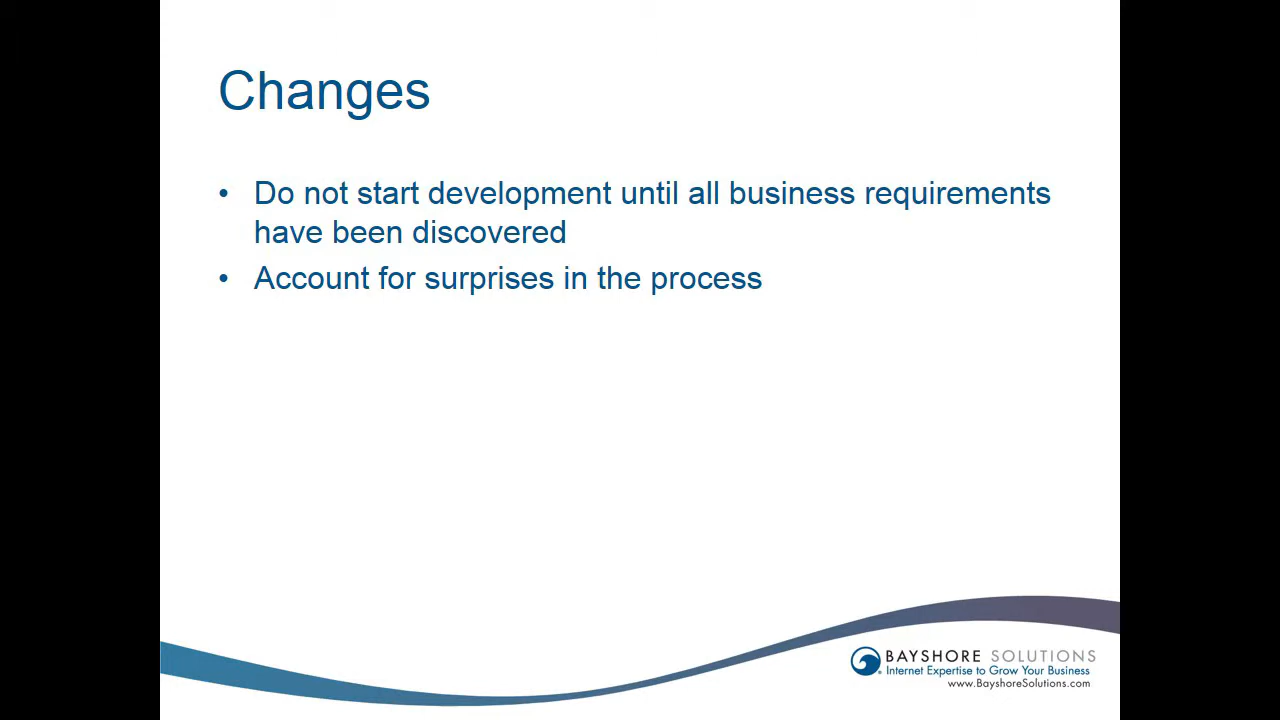 Changes
• Do not start development until all business requirements
have been discovered
• Account for surprises in the process
BAYSHORE SOLUTIONS
Internet Expertise to Grow Your Business
www.BayshoreSolutions.com